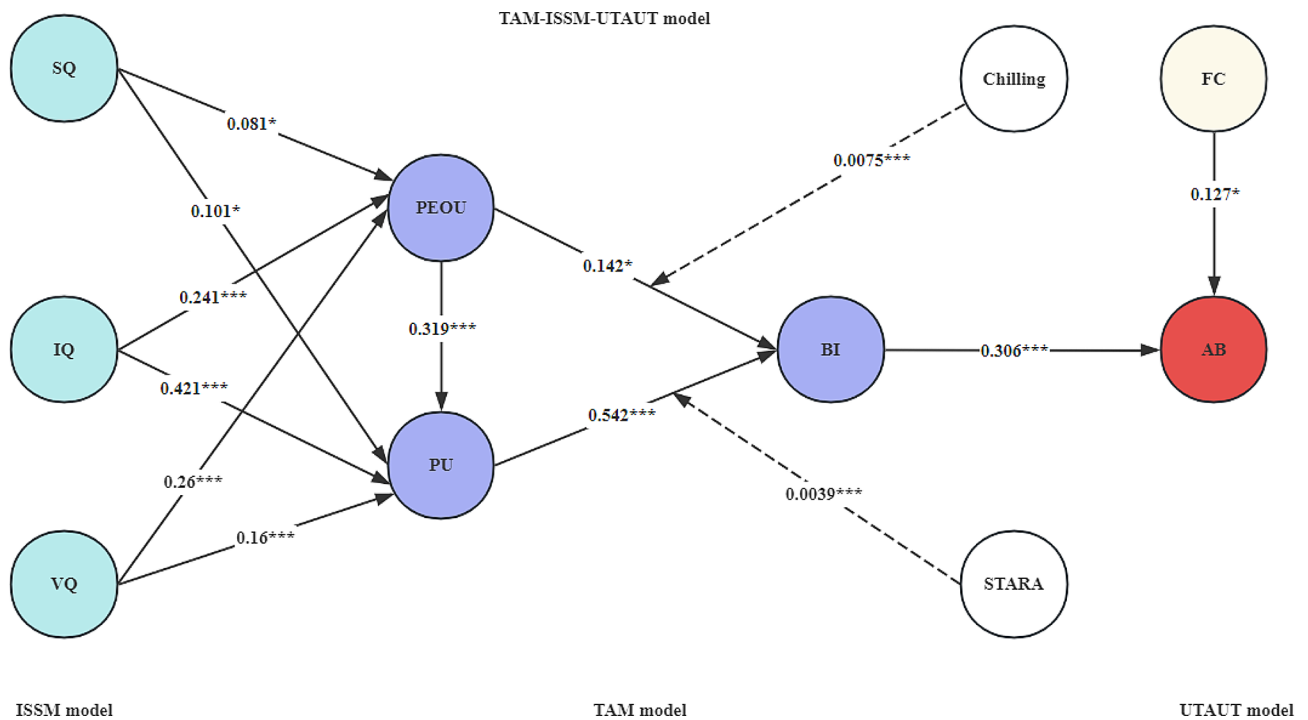 TAM-ISSM-UTAUT model
SQ
Chilling
FC
0.081*
0.0075***
0.127*
PEOU
0.101*
0.142*
0.241***
0.319***
IQ
BI
0.306***
AB
0.421***
0.542***
PU
0.26***
0.0039***
0.16***
VQ
STARA
ISSM model
TAM model
UTAUT model